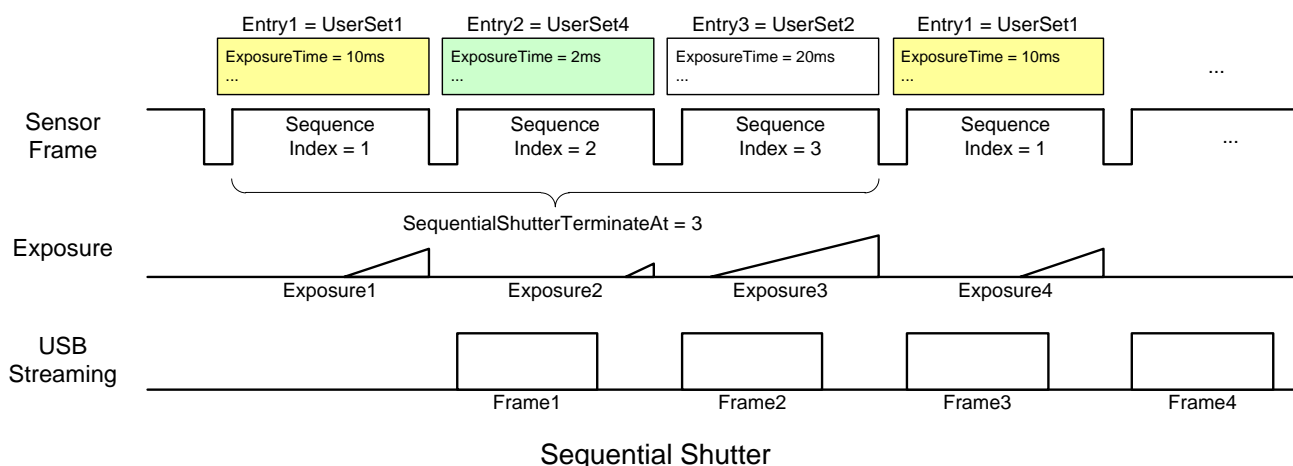 Entry1 = UserSet1
Entry2 = UserSet4
Entry3 = UserSet2
Entry1 = UserSet1
ExposureTime = 10ms
...
ExposureTime = 2ms
...
ExposureTime = 20ms
...
ExposureTime = 10ms
...
...
Sensor
Frame
Sequence
Index = 1
Sequence
Index = 2
Sequence
Index = 3
Sequence
Index = 1
...
SequentialShutterTerminateAt = 3
Exposure
Exposure1
Exposure2
Exposure3
Exposure4
USB
Streaming
Frame1
Frame2
Frame3
Frame4
Sequential Shutter